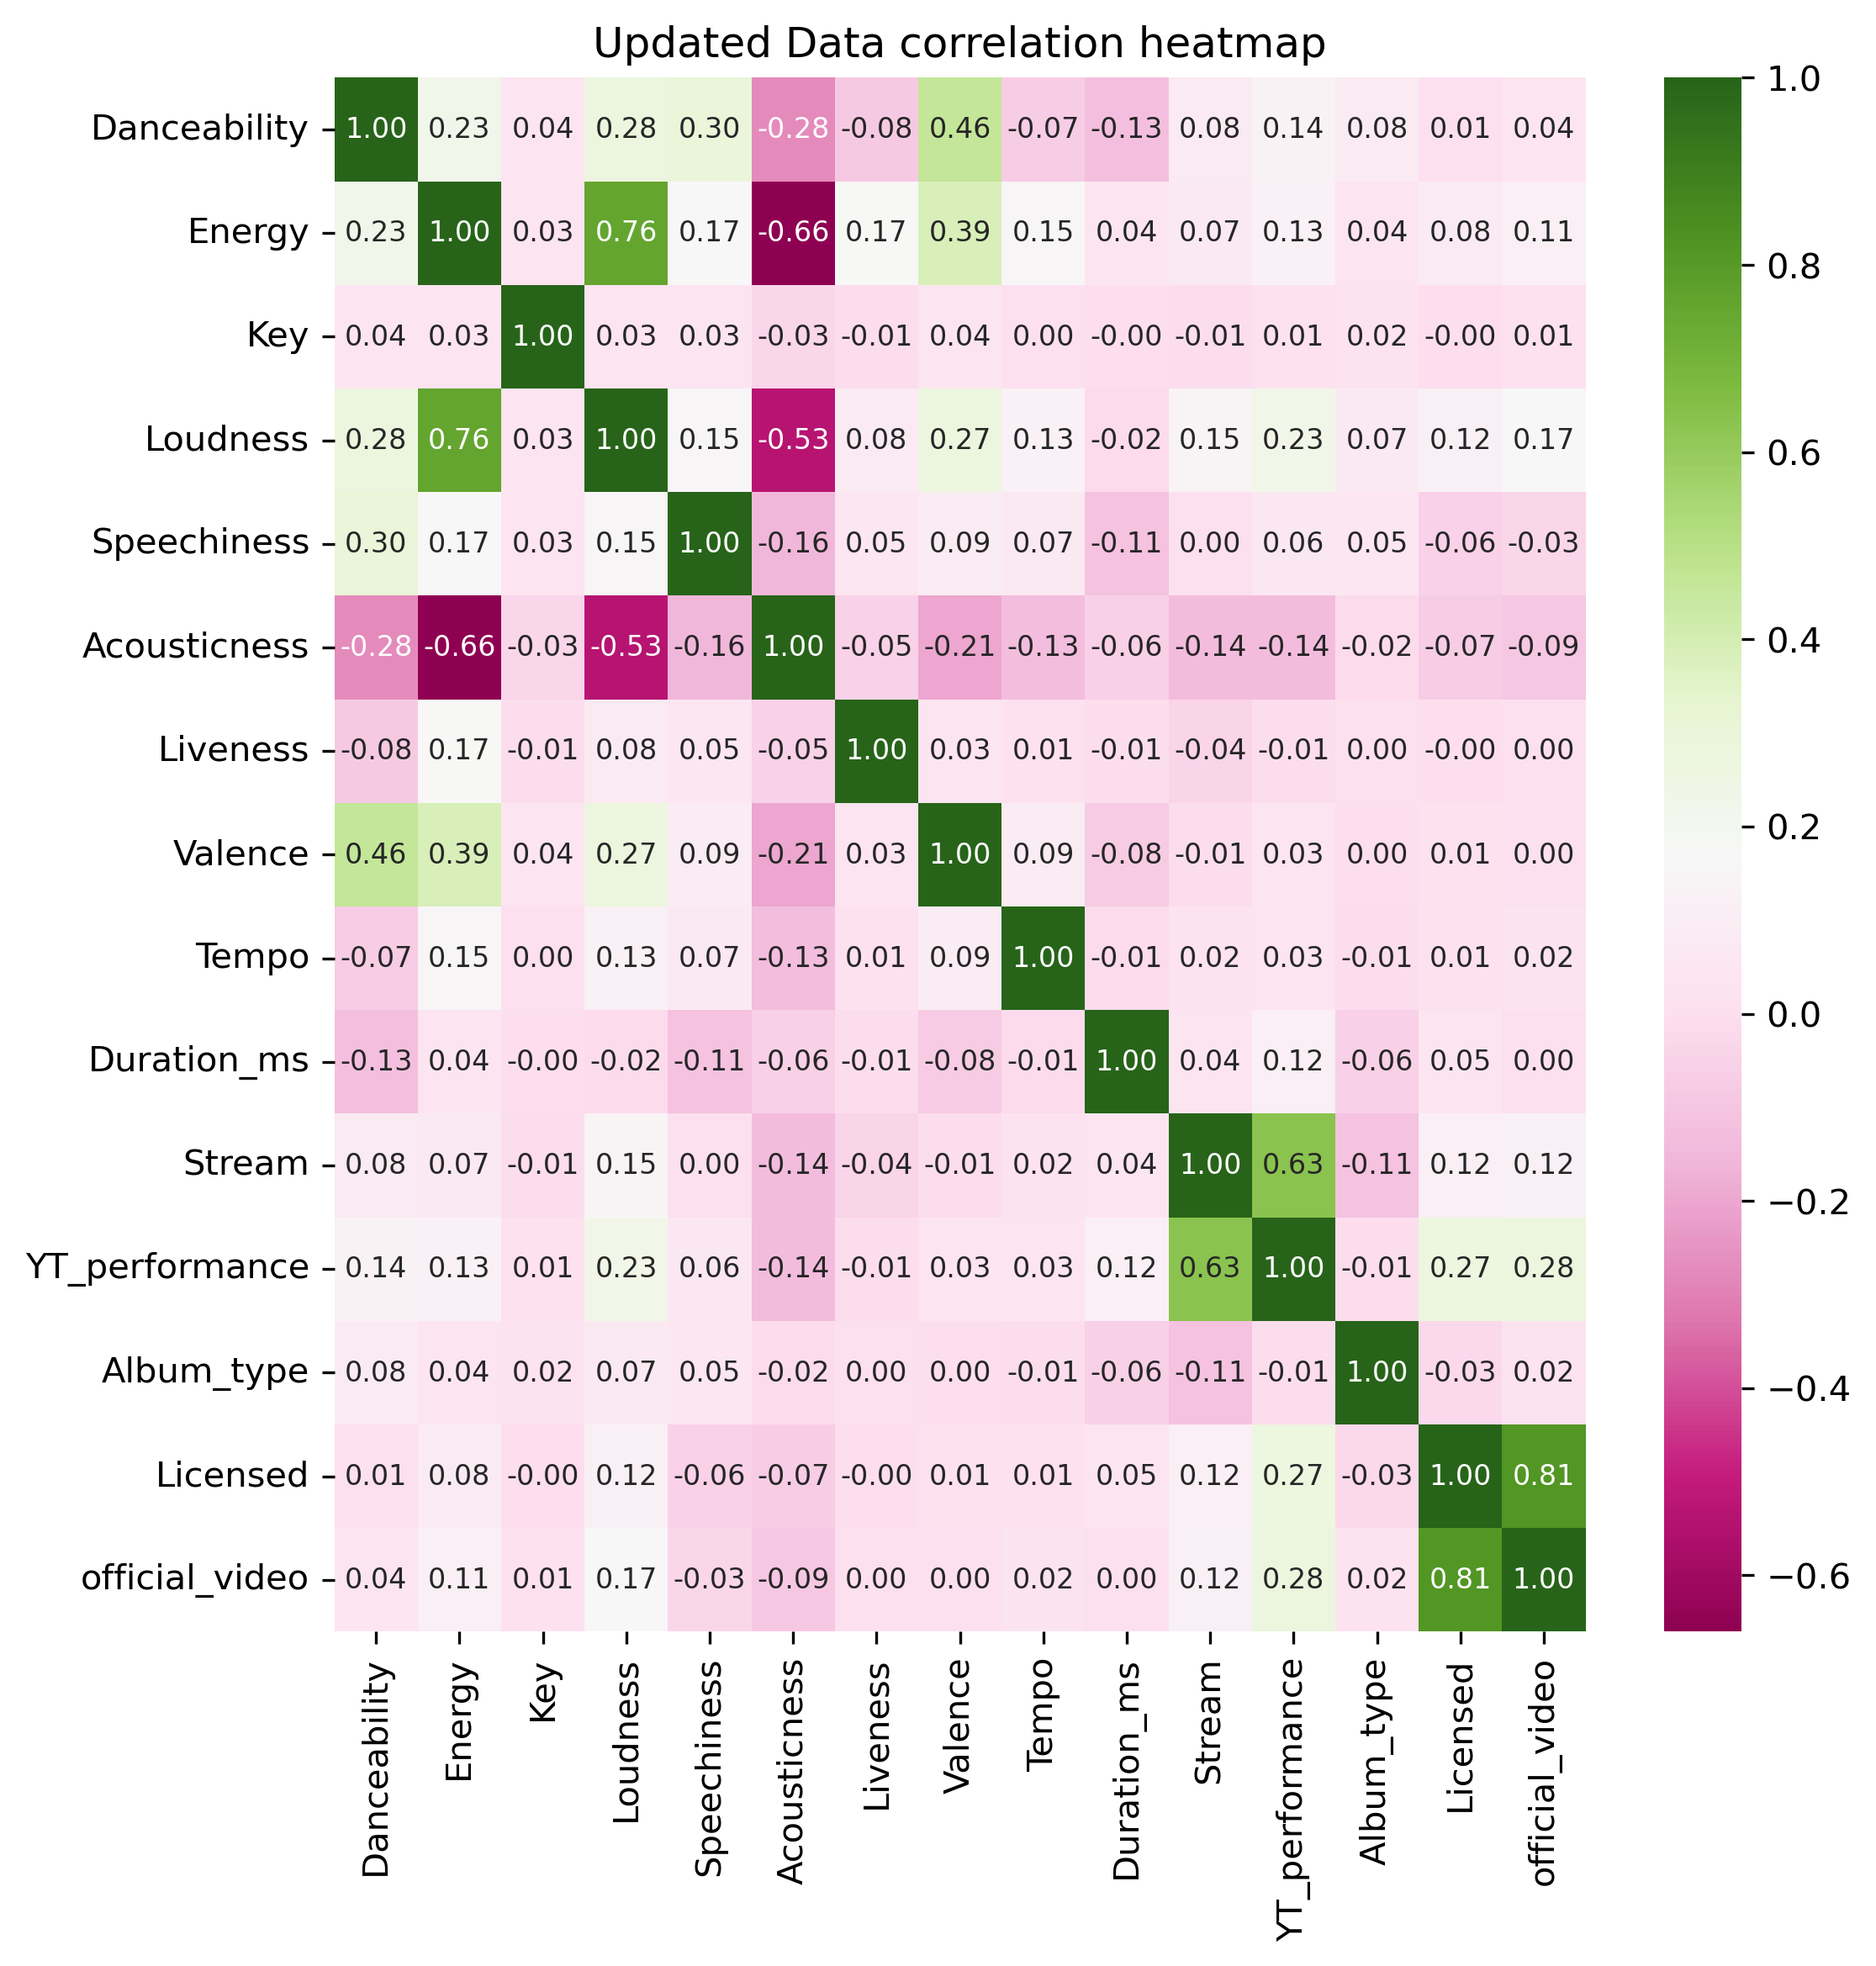 Updated Data correlation heatmap
Danceability 1.00 0.23 0.04 0.28 0.30 -0.28 -0.08 0.46 -0.07 -0.13 0.08 0.14 0.08 0.01 0.04
Energy 0.23 1.00 0.03 0.76 0.17 -0.66 0.17 0.39 0.15 0.04 0.07 0.13 0.04 0.08 0.11
Key 0.04 0.03 1.00 0.03 0.03 -0.03 -0.01 0.04 0.00 -0.00 -0.01 0.01 0.02 -0.00 0.01
Loudness 0.28 0.76 0.03 1.00 0.15 -0.53 0.08 0.27 0.13 -0.02 0.15 0.23 0.07 0.12 0.17
Speechiness 0.30 0.17 0.03 0.15 1.00 -0.16 0.05 0.09 0.07 -0.11 0.00 0.06 0.05 -0.06 -0.03
Acousticness -0.28 -0.66 -0.03 -0.53 -0.16 1.00 -0.05 -0.21 -0.13 -0.06 -0.14 -0.14 -0.02 -0.07 -0.09
Liveness -0.08 0.17 -0.01 0.08 0.05 -0.05 1.00 0.03 0.01 -0.01 -0.04 -0.01 0.00 -0.00 0.00
Valence 0.46 0.39 0.04 0.27 0.09 -0.21 0.03 1.00 0.09 -0.08 -0.01 0.03 0.00 0.01 0.00
Tempo -0.07 0.15 0.00 0.13 0.07 -0.13 0.01 0.09 1.00 -0.01 0.02 0.03 -0.01 0.01 0.02
Duration_ms -0.13 0.04 -0.00 -0.02 -0.11 -0.06 -0.01 -0.08 -0.01 1.00 0.04 0.12 -0.06 0.05 0.00
Stream 0.08 0.07 -0.01 0.15 0.00 -0.14 -0.04 -0.01 0.02 0.04 1.00 0.63 -0.11 0.12 0.12
YT_performance 0.14 0.13 0.01 0.23 0.06 -0.14 -0.01 0.03 0.03 0.12 0.63 1.00 -0.01 0.27 0.28
Album_type 0.08 0.04 0.02 0.07 0.05 -0.02 0.00 0.00 -0.01 -0.06 -0.11 -0.01 1.00 -0.03 0.02
Licensed 0.01 0.08 -0.00 0.12 -0.06 -0.07 -0.00 0.01 0.01 0.05 0.12 0.27 -0.03 1.00 0.81
official_video 0.04 0.11 0.01 0.17 -0.03 -0.09 0.00 0.00 0.02 0.00 0.12 0.28 0.02 0.81 1.00
Danceability
Energy
Key
Loudness
Speechiness
Acousticness
Liveness
Valence
Tempo
Duration_ms
Stream
YT_performance
Album_type
Licensed
official_video
1.0
0.8
0.6
0.4
0.2
0.0
−0.2
−0.4
−0.6